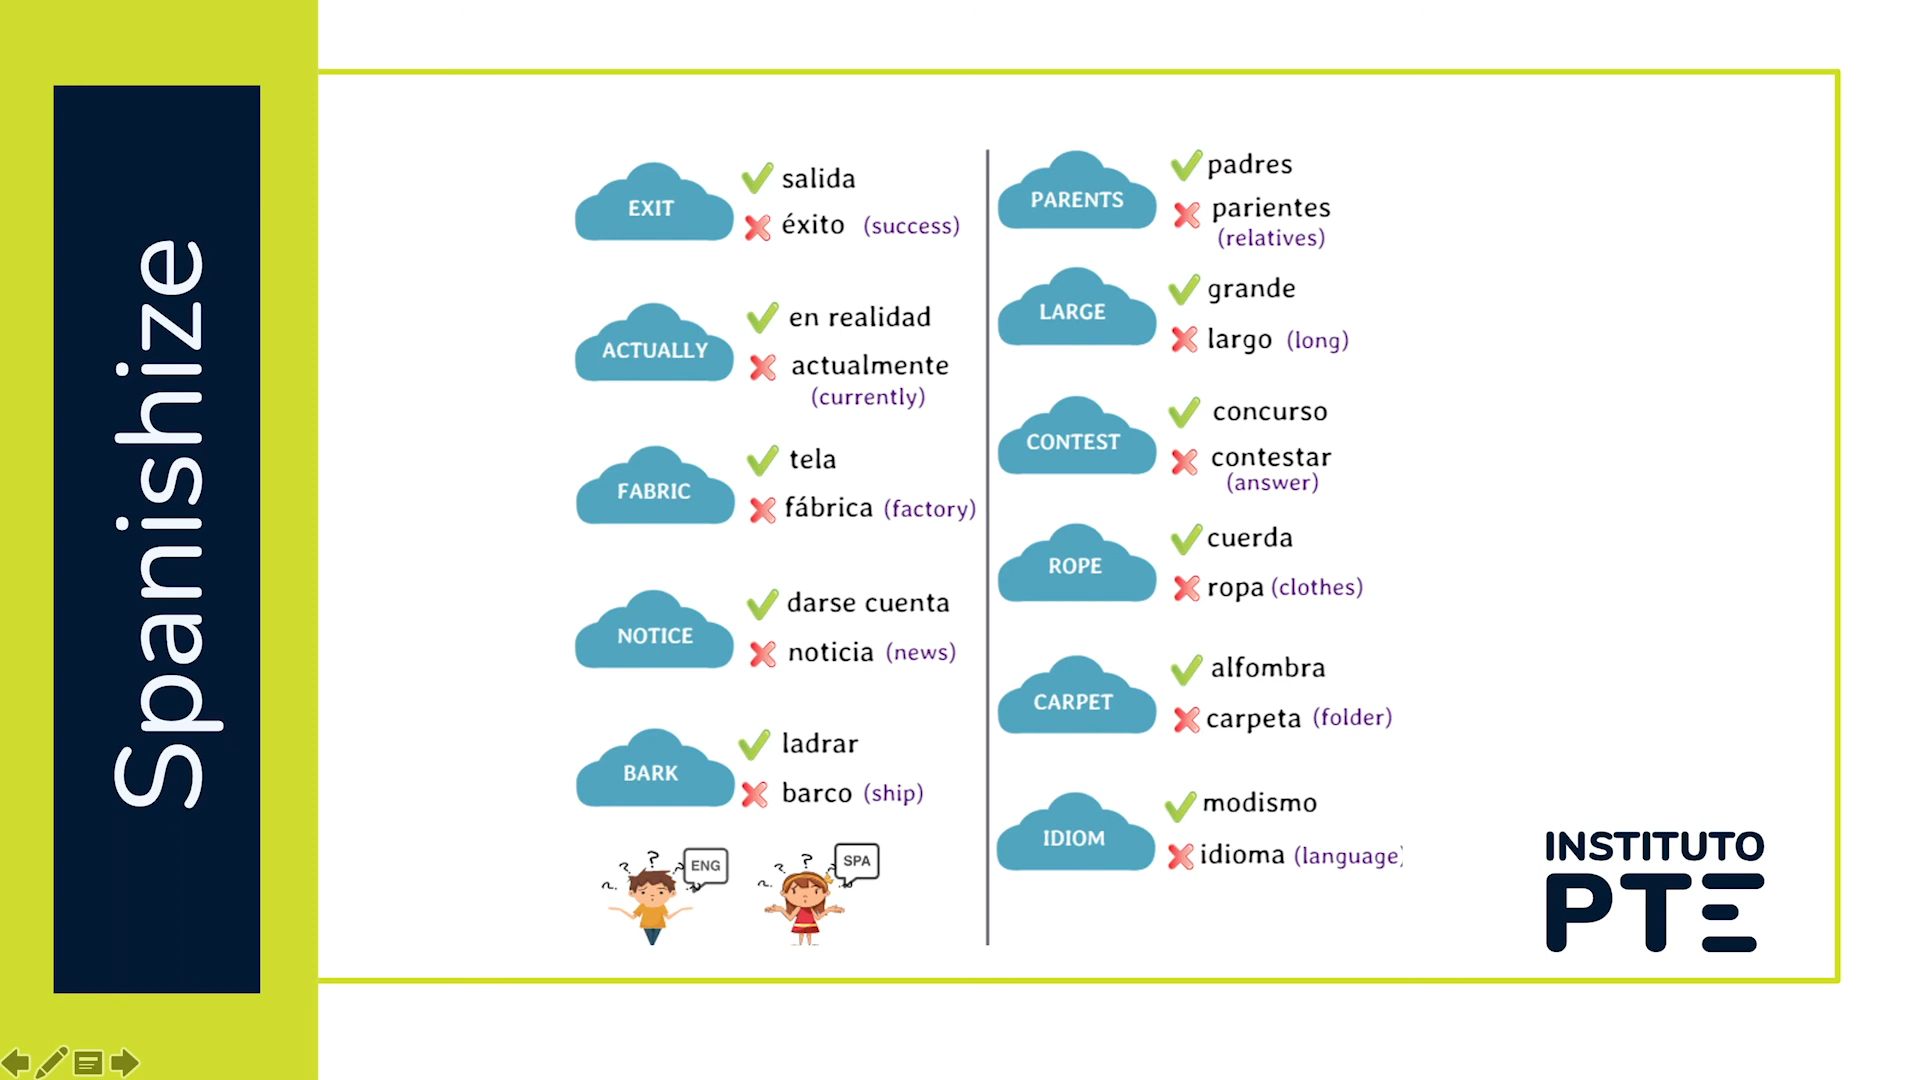 Spanishize
EXIT
salida
éxito (success)
ACTUALLY
en realidad
actualmente
(currently)
FABRIC
tela
fábrica (factory)
NOTICE
darse cuenta
noticia (news)
BARK
ladrar
barco (ship)
? ? ? ? ENG
? ? ? ? SPA
PARENTS
padres
parientes
(relatives)
LARGE
grande
largo (long)
CONTEST
concurso
contestar
(answer)
ROPE
cuerda
ropa (clothes)
CARPET
alfombra
carpeta (folder)
IDIOM
modismo
idioma (language)
INSTITUTO
PTE